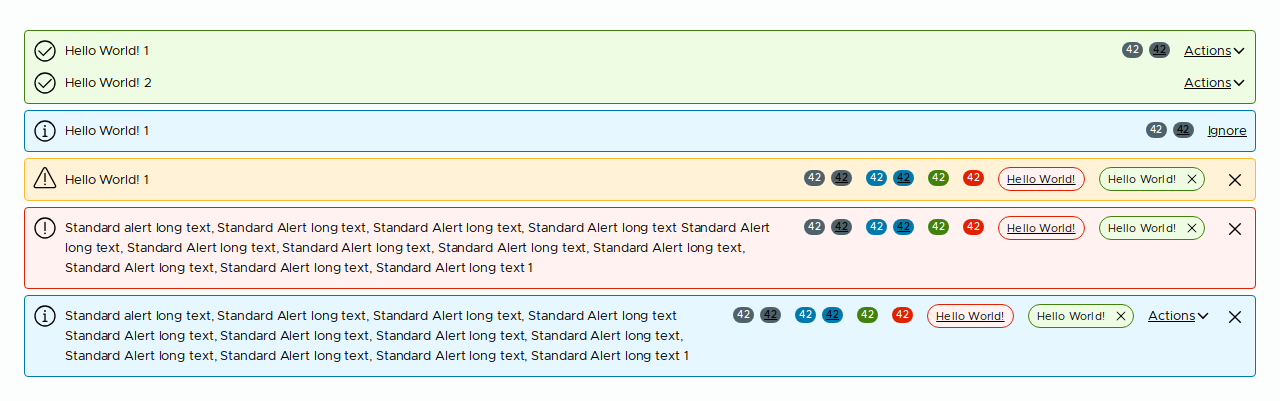 Hello World! 1 42 42 Actions
Hello World! 2 Actions
Hello World! 1 42 42 Ignore
Hello World! 1 42 42 42 42 42 42 Hello World! Hello World!
Standard alert long text, Standard Alert long text, Standard Alert long text, Standard Alert long text Standard Alert 42 42 42 42 42 42 Hello World! Hello World!
long text, Standard Alert long text, Standard Alert long text, Standard Alert long text, Standard Alert long text,
Standard Alert long text, Standard Alert long text, Standard Alert long text 1
Standard alert long text, Standard Alert long text, Standard Alert long text, Standard Alert long text 42 42 42 42 42 42 Hello World! Hello World! Actions
Standard Alert long text, Standard Alert long text, Standard Alert long text, Standard Alert long text,
Standard Alert long text, Standard Alert long text, Standard Alert long text, Standard Alert long text 1